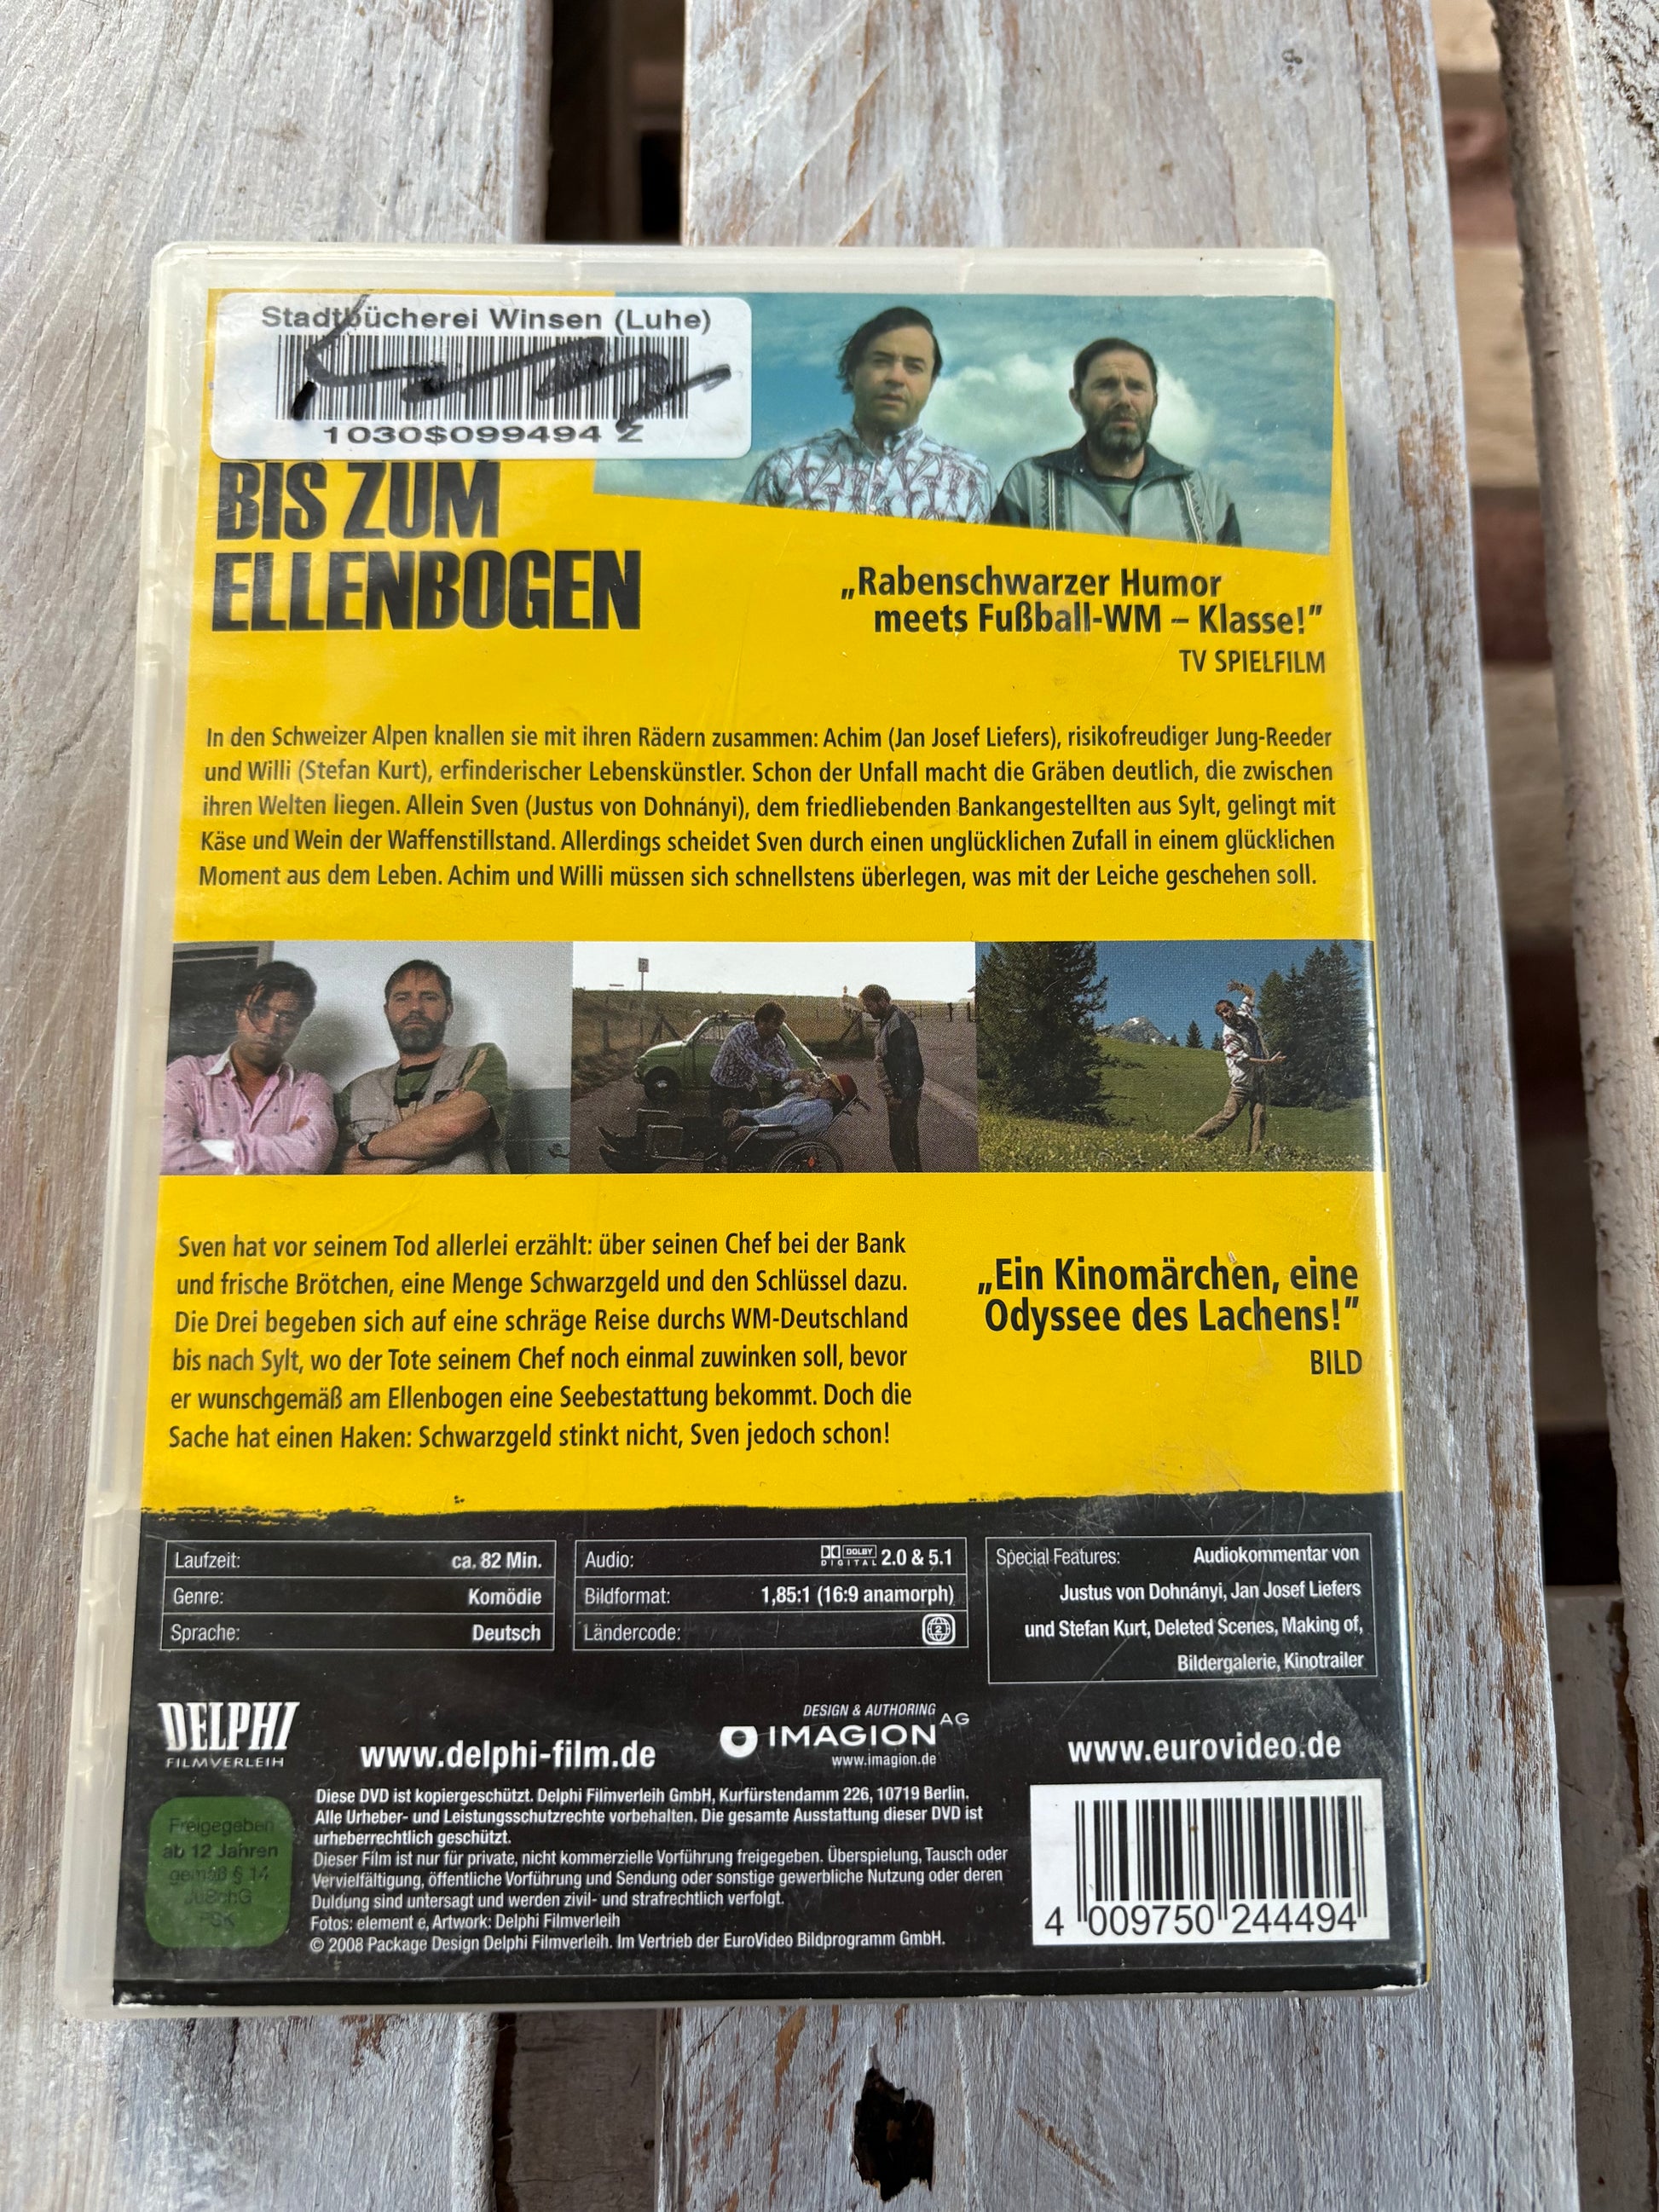 Stadtbücherei Winsen (Luhe)
1030$099494 Σ
BIS ZUM
ELLENBOGEN
„Rabenschwarzer Humor
meets Fußball-WM – Klasse!”
TV SPIELFILM
In den Schweizer Alpen knallen sie mit ihren Rädern zusammen: Achim (Jan Josef Liefers), risikofreudiger Jung-Reeder
und Willi (Stefan Kurt), erfinderischer Lebenskünstler. Schon der Unfall macht die Gräben deutlich, die zwischen
ihren Welten liegen. Allein Sven (Justus von Dohnányi), dem friedliebenden Bankangestellten aus Sylt, gelingt mit
Käse und Wein der Waffenstillstand. Allerdings scheidet Sven durch einen unglücklichen Zufall in einem glücklichen
Moment aus dem Leben. Achim und Willi müssen sich schnellstens überlegen, was mit der Leiche geschehen soll.
Sven hat vor seinem Tod allerlei erzählt: über seinen Chef bei der Bank
und frische Brötchen, eine Menge Schwarzgeld und den Schlüssel dazu.
Die Drei begeben sich auf eine schräge Reise durchs WM-Deutschland
bis nach Sylt, wo der Tote seinem Chef noch einmal zuwinken soll, bevor
er wunschgemäß am Ellenbogen eine Seebestattung bekommt. Doch die
Sache hat einen Haken: Schwarzgeld stinkt nicht, Sven jedoch schon!
„Ein Kinomärchen, eine
Odyssee des Lachens!”
BILD
Laufzeit: ca. 82 Min.
Genre: Komödie
Sprache: Deutsch
Audio: DOLBY DIGITAL 2.0 & 5.1
Bildformat: 1,85:1 (16:9 anamorph)
Ländercode: 2
Special Features: Audiokommentar von
Justus von Dohnányi, Jan Josef Liefers
und Stefan Kurt, Deleted Scenes, Making of,
Bildergalerie, Kinotrailer
DELPHI
FILMVERLEIH
www.delphi-film.de
DESIGN & AUTHORING
IMAGION AG
www.imagion.de
www.eurovideo.de
Freigegeben
ab 12 Jahren
gemäß § 14
JuSchG
FSK
Diese DVD ist kopiergeschützt. Delphi Filmverleih GmbH, Kurfürstendamm 226, 10719 Berlin.
Alle Urheber- und Leistungsschutzrechte vorbehalten. Die gesamte Ausstattung dieser DVD ist
urheberrechtlich geschützt.
Dieser Film ist nur für private, nicht kommerzielle Vorführung freigegeben. Überspielung, Tausch oder
Vervielfältigung, öffentliche Vorführung und Sendung oder sonstige gewerbliche Nutzung oder deren
Duldung sind untersagt und werden zivil- und strafrechtlich verfolgt.
Fotos: element e, Artwork: Delphi Filmverleih
© 2008 Package Design Delphi Filmverleih. Im Vertrieb der EuroVideo Bildprogramm GmbH.
4 009750 244494